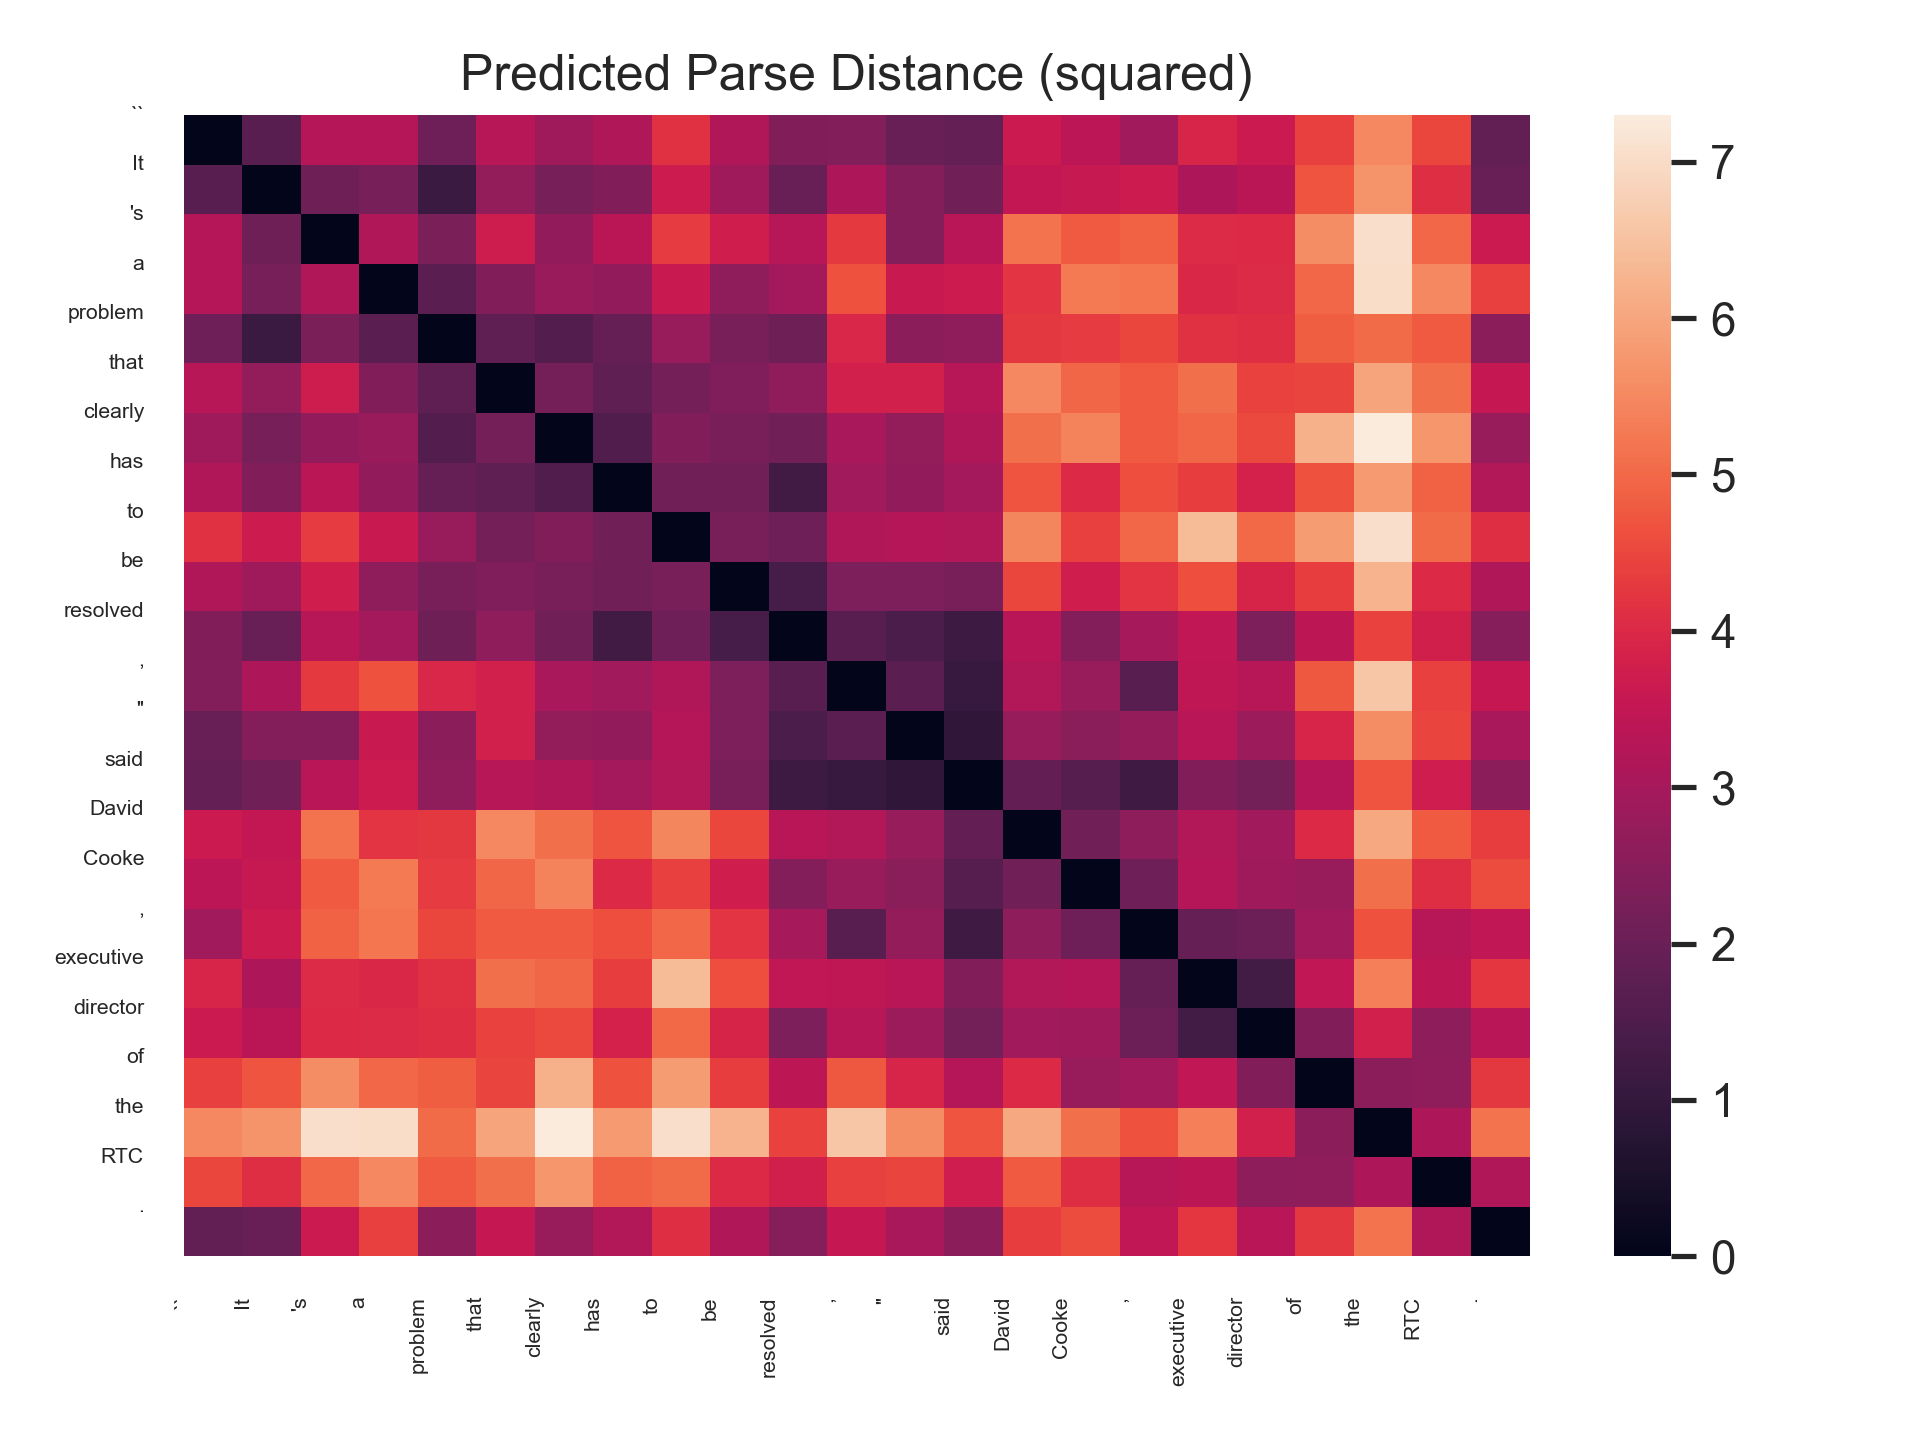 Predicted Parse Distance (squared)
``
It
's
a
problem
that
clearly
has
to
be
resolved
,
''
said
David
Cooke
,
executive
director
of
the
RTC
.
7
6
5
4
3
2
1
0
``
It
's
a
problem
that
clearly
has
to
be
resolved
,
''
said
David
Cooke
,
executive
director
of
the
RTC
.